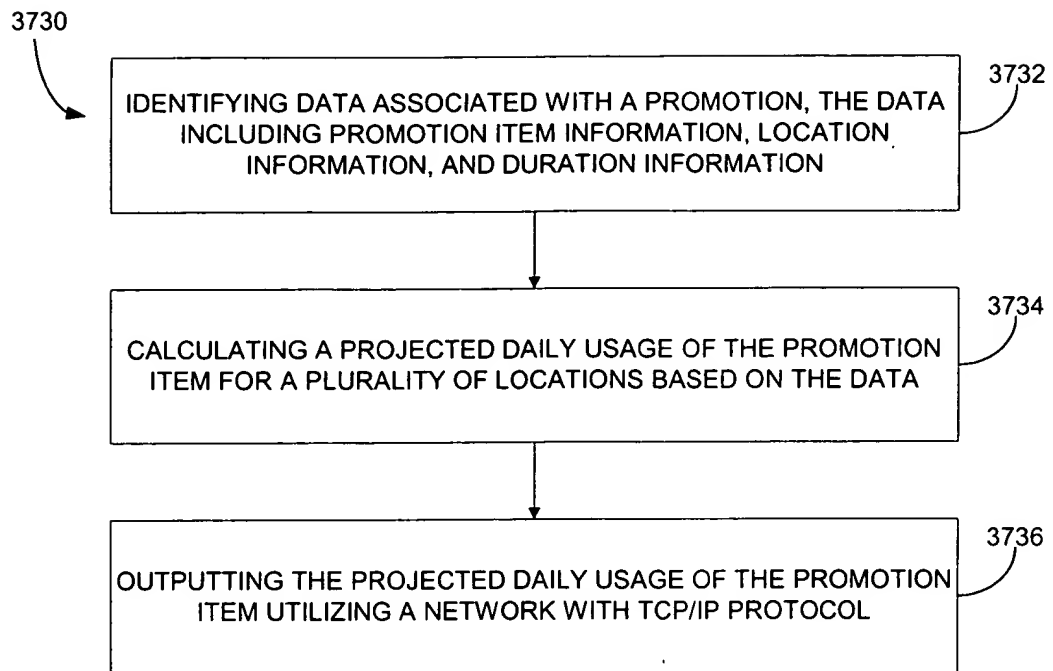 3730
3732
IDENTIFYING DATA ASSOCIATED WITH A PROMOTION, THE DATA
INCLUDING PROMOTION ITEM INFORMATION, LOCATION
INFORMATION, AND DURATION INFORMATION
3734
CALCULATING A PROJECTED DAILY USAGE OF THE PROMOTION
ITEM FOR A PLURALITY OF LOCATIONS BASED ON THE DATA
3736
OUTPUTTING THE PROJECTED DAILY USAGE OF THE PROMOTION
ITEM UTILIZING A NETWORK WITH TCP/IP PROTOCOL